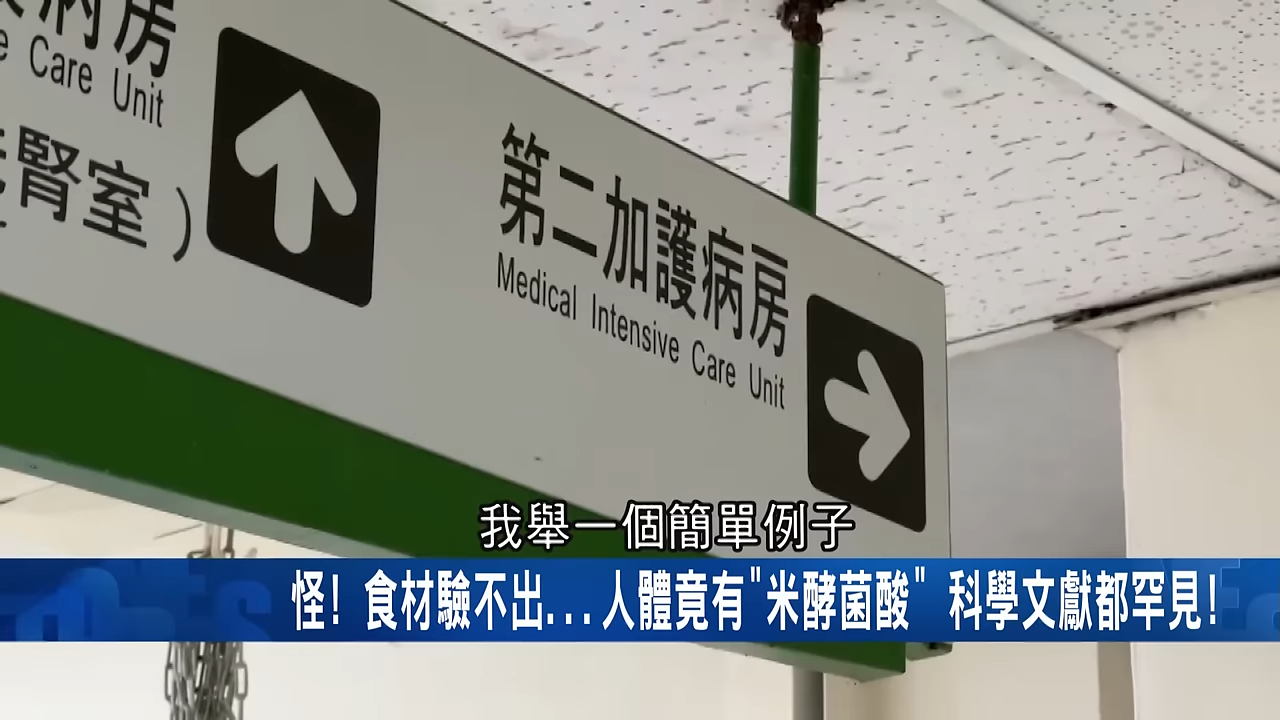 病房
Care Unit
腎室)
第二加護病房
Medical Intensive Care Unit
我舉一個簡單例子
怪! 食材驗不出...人體竟有"米酵菌酸" 科學文獻都罕見!